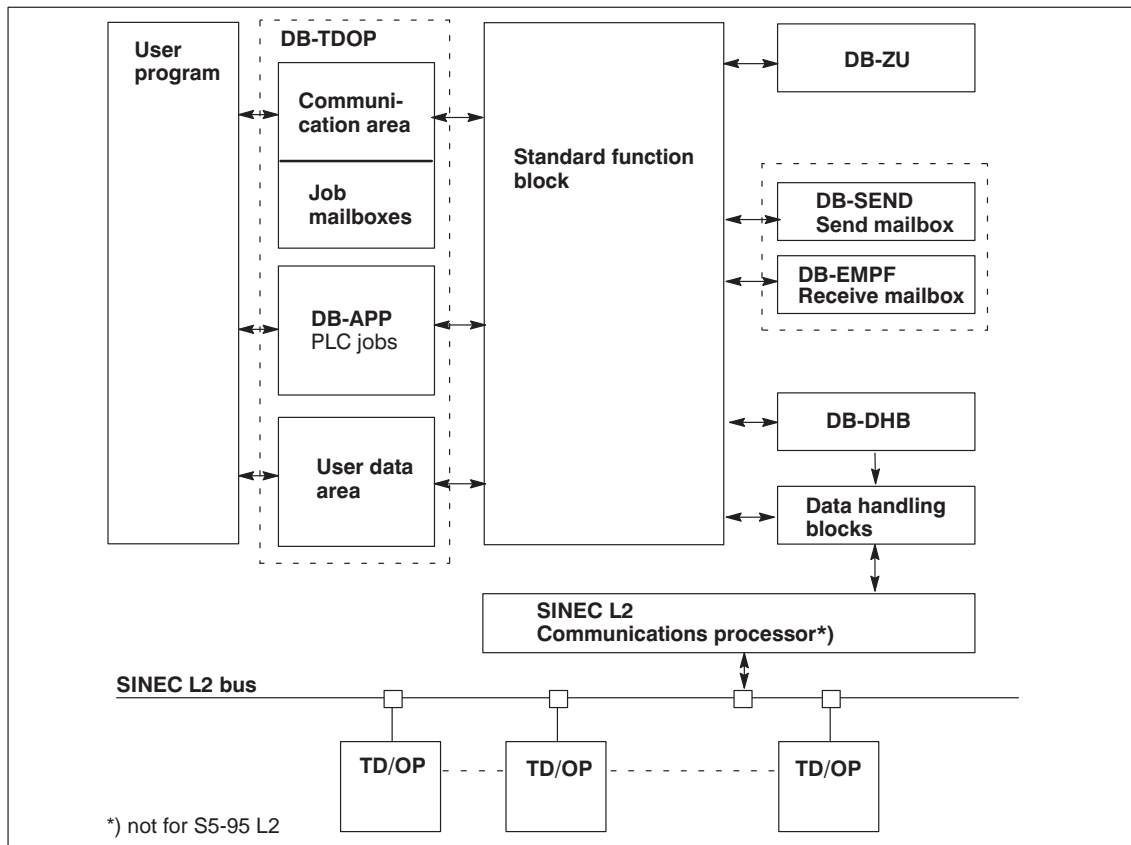 User
program
DB-TDOP
Communi-
cation area
Job
mailboxes
DB-APP
PLC jobs
User data
area
Standard function
block
DB-ZU
DB-SEND
Send mailbox
DB-EMPF
Receive mailbox
DB-DHB
Data handling
blocks
SINEC L2
Communications processor*)
SINEC L2 bus
TD/OP
TD/OP
TD/OP
*) not for S5-95 L2